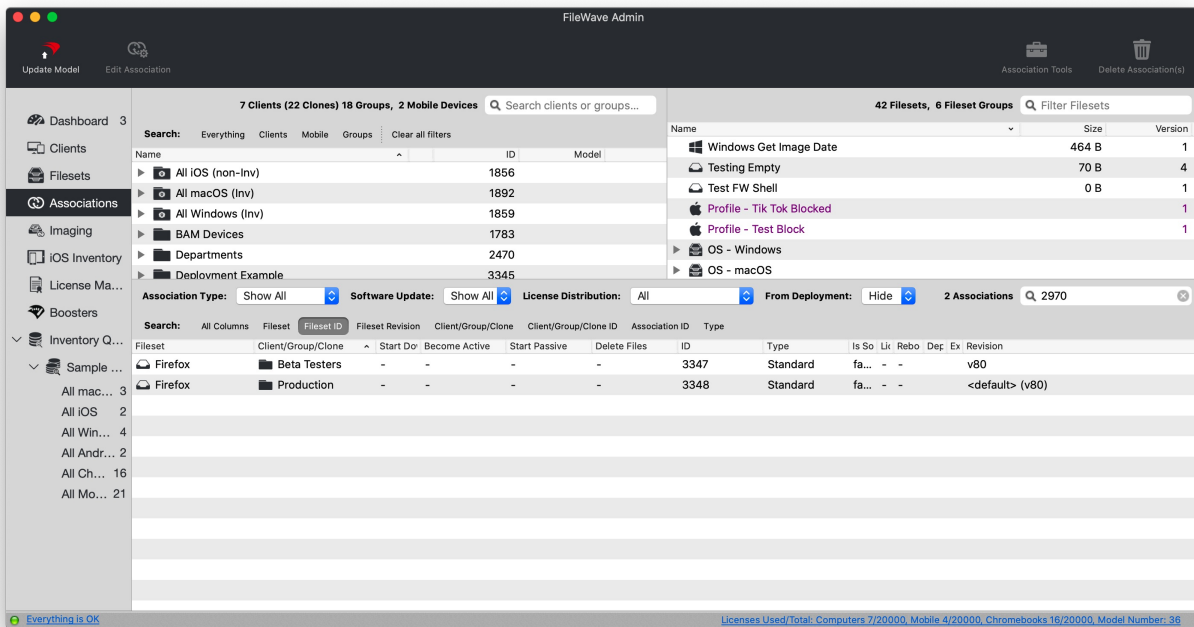 FileWave Admin
Update Model
Edit Association
Association Tools
Delete Association(s)
Dashboard 3
Clients
Filesets
Associations
Imaging
iOS Inventory
License Ma...
Boosters
Inventory Q...
Sample ...
All mac... 3
All iOS 2
All Win... 4
All Andr... 2
All Ch... 16
All Mo... 21
7 Clients (22 Clones) 18 Groups, 2 Mobile Devices Search clients or groups...
Search: Everything Clients Mobile Groups Clear all filters
Name ID Model
All iOS (non-Inv) 1856
All macOS (Inv) 1892
All Windows (Inv) 1859
BAM Devices 1783
Departments 2470
Deployment Example 3345
42 Filesets, 6 Fileset Groups Filter Filesets
Name Size Version
Windows Get Image Date 464 B 1
Testing Empty 70 B 4
Test FW Shell 0 B 1
Profile - Tik Tok Blocked 1
Profile - Test Block 1
OS - Windows
OS - macOS
Association Type: Show All Software Update: Show All License Distribution: All From Deployment: Hide 2 Associations 2970
Search: All Columns Fileset Fileset ID Fileset Revision Client/Group/Clone Client/Group/Clone ID Association ID Type
Fileset Client/Group/Clone Start Do Become Active Start Passive Delete Files ID Type Is So Lic Rebo Dep Ex Revision
Firefox Beta Testers - - - - 3347 Standard fa... - - v80
Firefox Production - - - - 3348 Standard fa... - - <default> (v80)
Everything is OK
Licenses Used/Total: Computers 7/20000, Mobile 4/20000, Chromebooks 16/20000, Model Number: 36